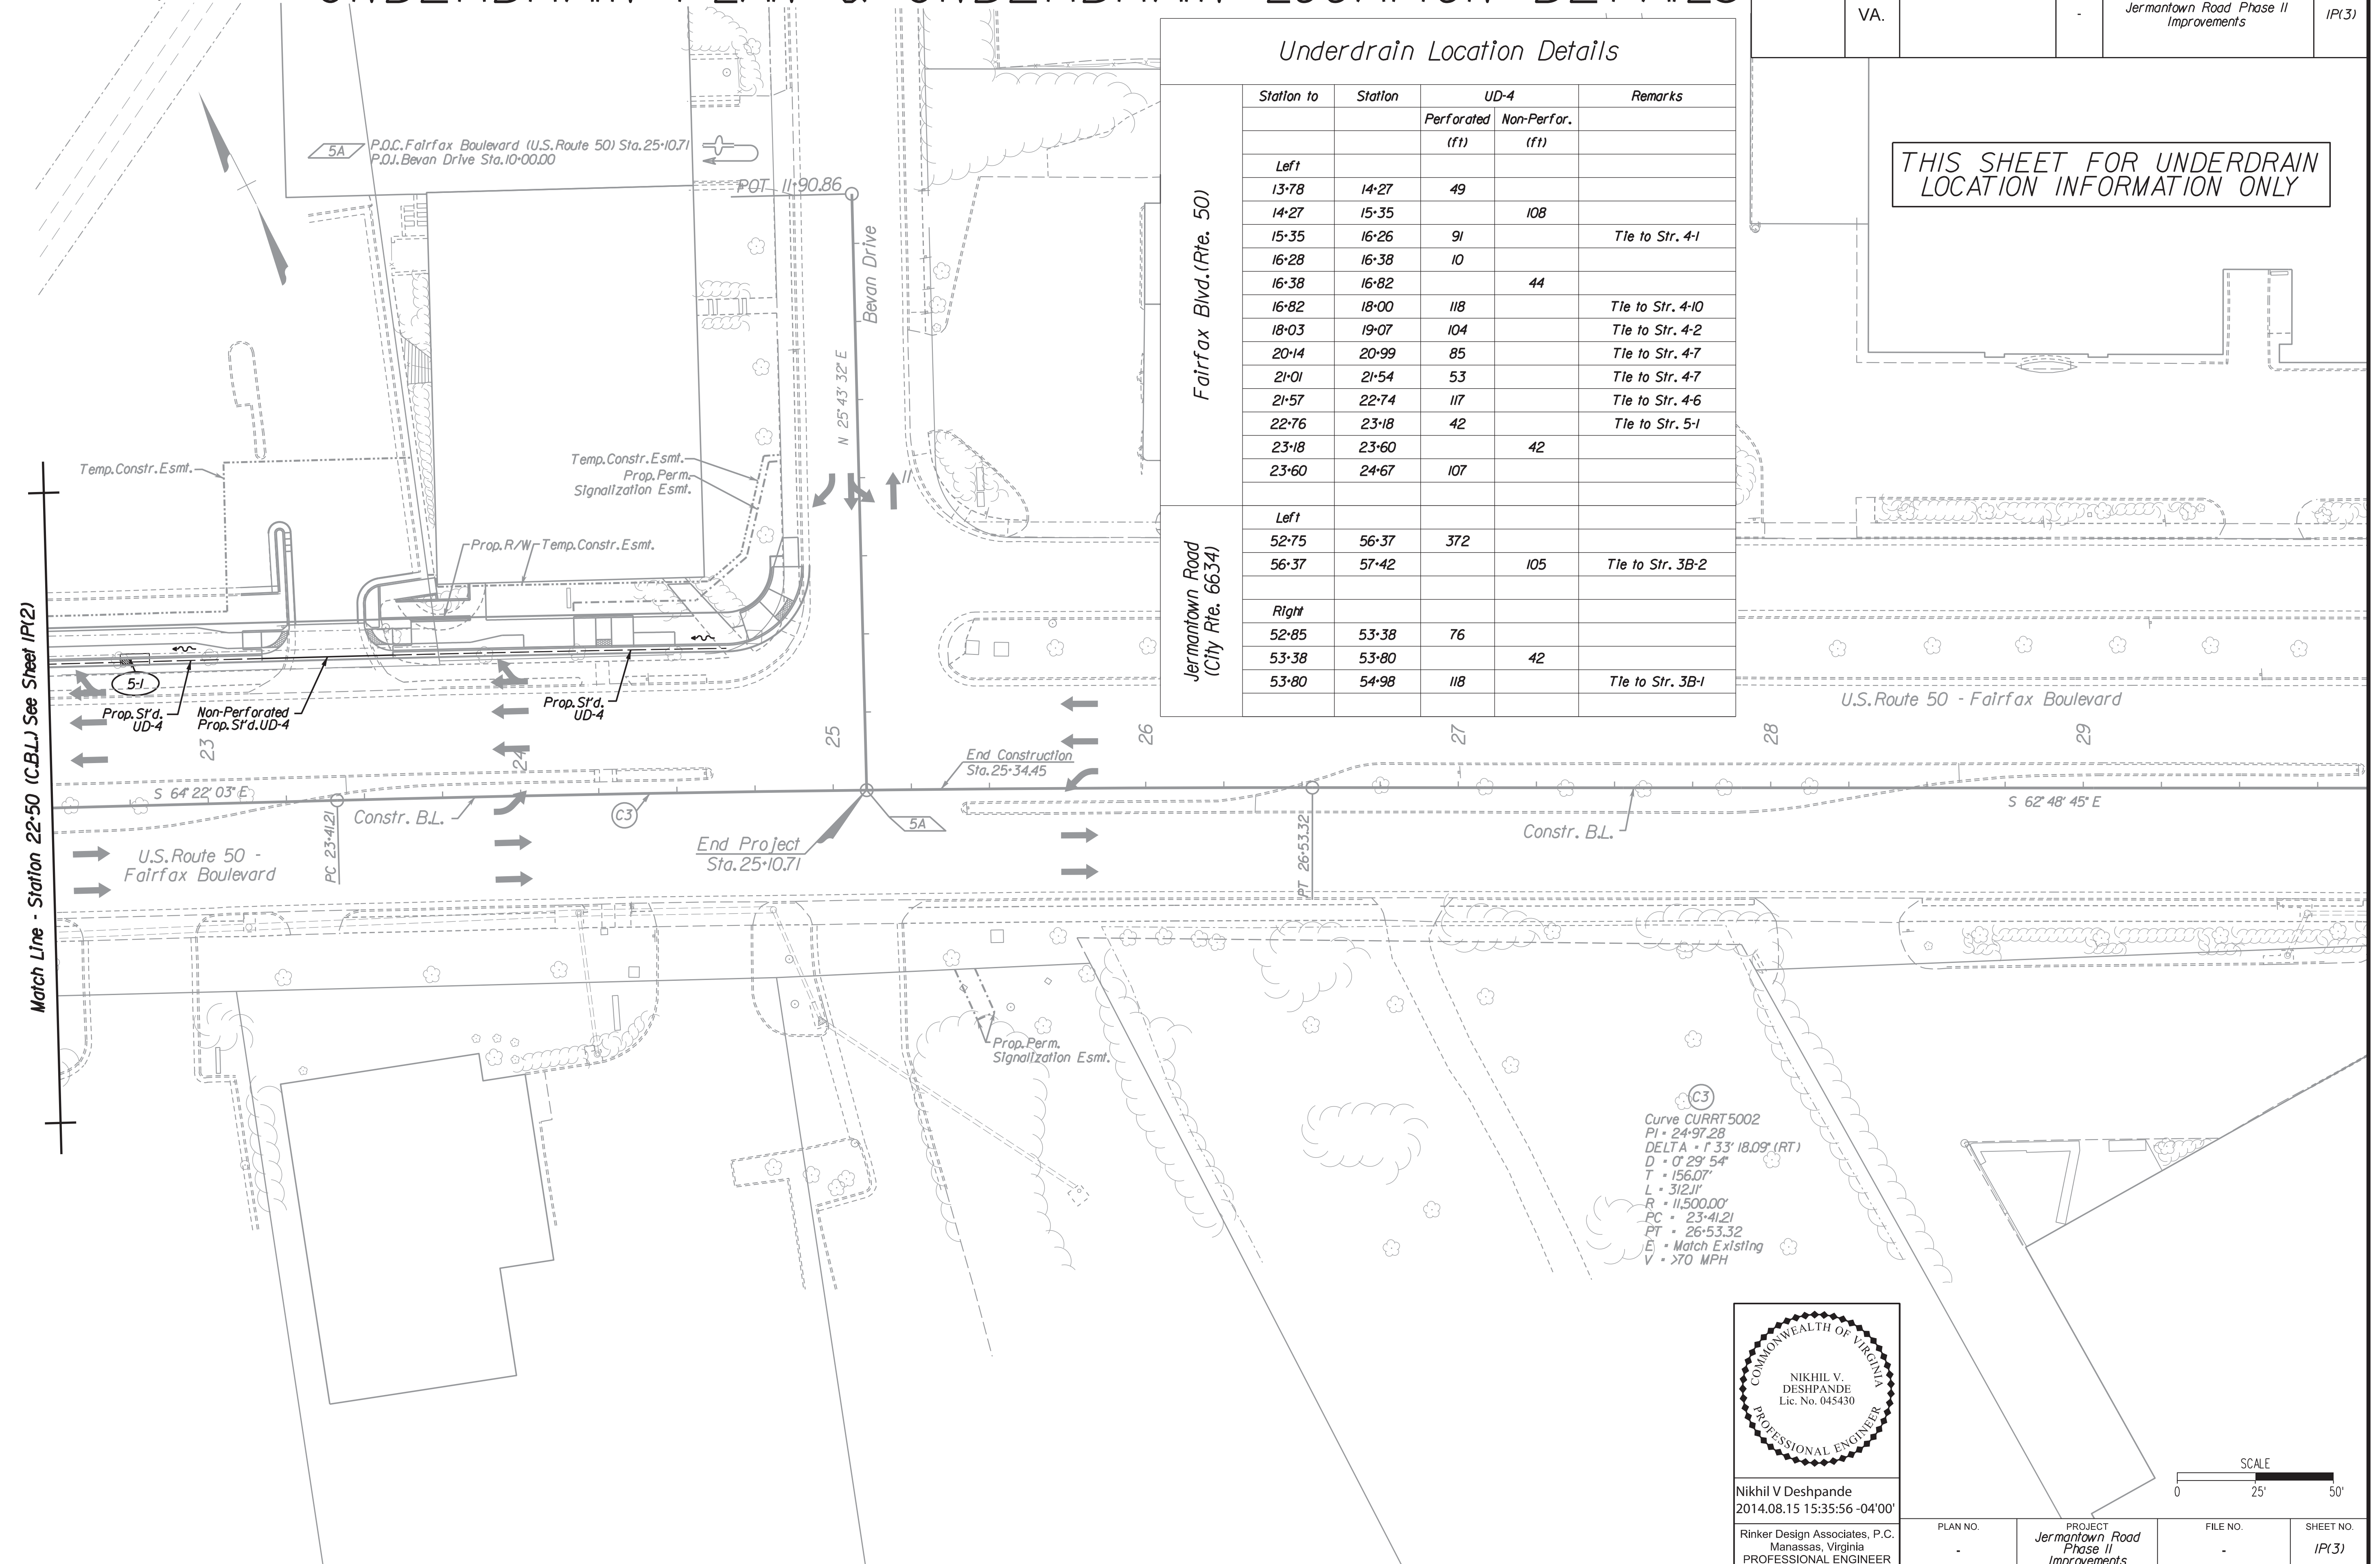 UNDERDRAIN PLAN & UNDERDRAIN LOCATION DETAILS
VA.
-
Jermantown Road Phase II
Improvements
IP(3)
THIS SHEET FOR UNDERDRAIN
LOCATION INFORMATION ONLY
5A
P.O.C. Fairfax Boulevard (U.S. Route 50) Sta. 25+10.71
P.O.I. Bevan Drive Sta. 10+00.00
POT 11+90.86
Bevan Drive
N 25° 43' 32" E
11
Underdrain Location Details
Station to Station UD-4 Remarks
Perforated Non-Perfor.
(ft) (ft)
Fairfax Blvd. (Rte. 50)
Left
13+78 14+27 49
14+27 15+35 108
15+35 16+26 91 Tie to Str. 4-1
16+28 16+38 10
16+38 16+82 44
16+82 18+00 118 Tie to Str. 4-10
18+03 19+07 104 Tie to Str. 4-2
20+14 20+99 85 Tie to Str. 4-7
21+01 21+54 53 Tie to Str. 4-7
21+57 22+74 117 Tie to Str. 4-6
22+76 23+18 42 Tie to Str. 5-1
23+18 23+60 42
23+60 24+67 107
Jermantown Road
(City Rte. 6634)
Left
52+75 56+37 372
56+37 57+42 105 Tie to Str. 3B-2
Right
52+85 53+38 76
53+38 53+80 42
53+80 54+98 118 Tie to Str. 3B-1
Temp. Constr. Esmt.
Temp. Constr. Esmt.
Prop. Perm.
Signalization Esmt.
Prop. R/W
Temp. Constr. Esmt.
Match Line - Station 22+50 (C.B.L.) See Sheet IP(2)
5-1
Prop. St'd.
UD-4
Non-Perforated
Prop. St'd. UD-4
Prop. St'd.
UD-4
23
24
25
26
27
28
29
U.S. Route 50 - Fairfax Boulevard
End Construction
Sta. 25+34.45
S 64° 22' 03" E
PC 23+41.21
Constr. B.L.
C3
5A
End Project
Sta. 25+10.71
PT 26+53.32
Constr. B.L.
S 62° 48' 45" E
U.S. Route 50 -
Fairfax Boulevard
Prop. Perm.
Signalization Esmt.
C3
Curve CURRT5002
PI = 24+97.28
DELTA = 1° 33' 18.09" (RT)
D = 0° 29' 54"
T = 156.07'
L = 312.11'
R = 11,500.00'
PC = 23+41.21
PT = 26+53.32
E = Match Existing
V = >70 MPH
COMMONWEALTH OF VIRGINIA
NIKHIL V.
DESHPANDE
Lic. No. 045430
PROFESSIONAL ENGINEER
Nikhil V Deshpande
2014.08.15 15:35:56 -04'00'
Rinker Design Associates, P.C.
Manassas, Virginia
PROFESSIONAL ENGINEER
SCALE
0 25' 50'
PLAN NO.
-
PROJECT
Jermantown Road
Phase II
Improvements
FILE NO.
-
SHEET NO.
IP(3)